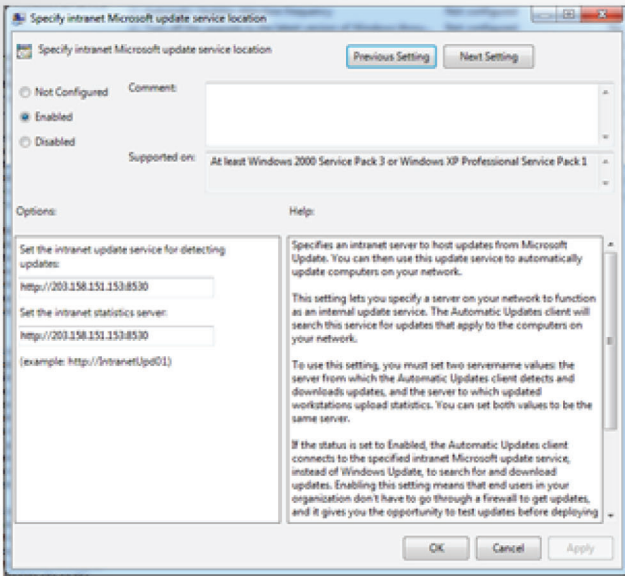 Specify intranet Microsoft update service location
Specify intranet Microsoft update service location
Previous Setting
Next Setting
Not Configured
Comment:
Enabled
Disabled
Supported on:
At least Windows 2000 Service Pack 3 or Windows XP Professional Service Pack 1
Options:
Help:
Set the intranet update service for detecting
updates:
http://203.158.151.153:8530
Set the intranet statistics server:
http://203.158.151.153:8530
(example: http://IntranetUpd01)
Specifies an intranet server to host updates from Microsoft
Update. You can then use this update service to automatically
update computers on your network.
This setting lets you specify a server on your network to function
as an internal update service. The Automatic Updates client will
search this service for updates that apply to the computers on
your network.
To use this setting, you must set two servername values: the
server from which the Automatic Updates client detects and
downloads updates, and the server to which updated
workstations upload statistics. You can set both values to be the
same server.
If the status is set to Enabled, the Automatic Updates client
connects to the specified intranet Microsoft update service,
instead of Windows Update, to search for and download
updates. Enabling this setting means that end users in your
organization don't have to go through a firewall to get updates,
and it gives you the opportunity to test updates before deploying
OK
Cancel
Apply